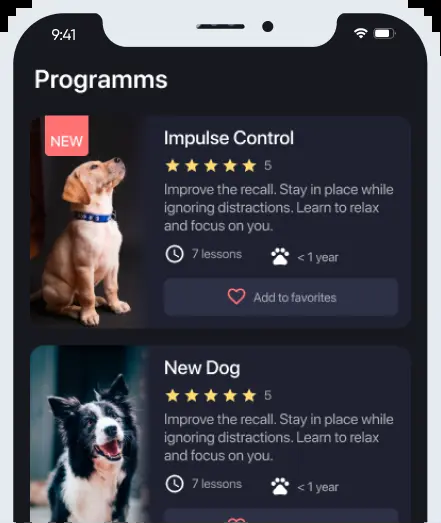 9:41
Programms
NEW
Impulse Control
5
Improve the recall. Stay in place while
ignoring distractions. Learn to relax
and focus on you.
7 lessons
< 1 year
Add to favorites
New Dog
5
Improve the recall. Stay in place while
ignoring distractions. Learn to relax
and focus on you.
7 lessons
< 1 year